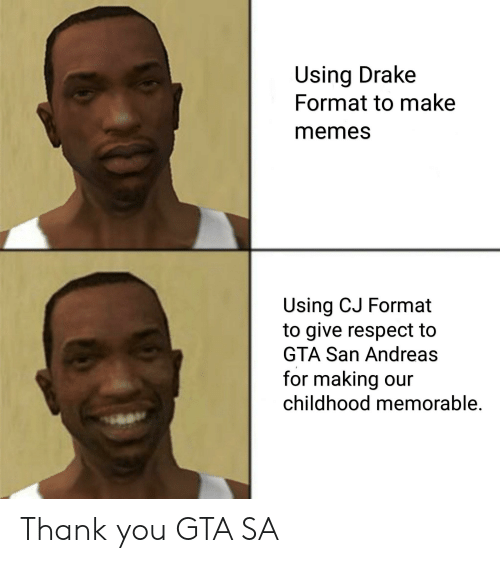 Using Drake
Format to make
memes
Using CJ Format
to give respect to
GTA San Andreas
for making our
childhood memorable.
Thank you GTA SA